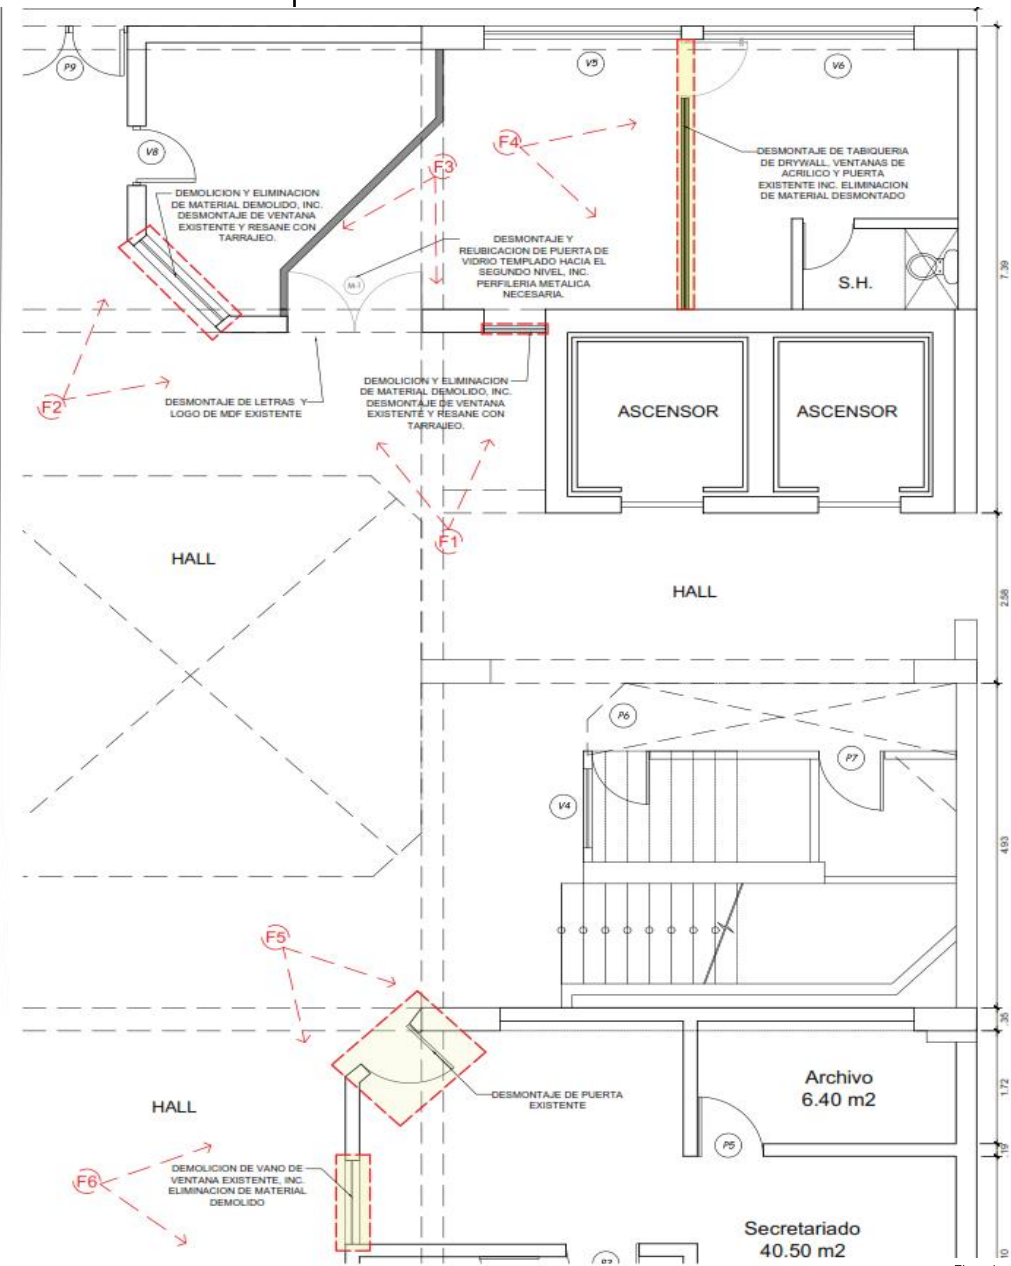 P9
V5
V6
V8
F4
F3
DESMONTAJE DE TABIQUERIA
DE DRYWALL, VENTANAS DE
ACRILICO Y PUERTA
EXISTENTE INC. ELIMINACION
DE MATERIAL DESMONTADO
DEMOLICION Y ELIMINACION
DE MATERIAL DEMOLIDO, INC.
DESMONTAJE DE VENTANA
EXISTENTE Y RESANE CON
TARRAJEO.
DESMONTAJE Y
REUBICACION DE PUERTA DE
VIDRIO TEMPLADO HACIA EL
SEGUNDO NIVEL, INC.
PERFILERIA METALICA
NECESARIA.
M-1
S.H.
7.39
F2
DESMONTAJE DE LETRAS Y
LOGO DE MDF EXISTENTE
DEMOLICION Y ELIMINACION
DE MATERIAL DEMOLIDO, INC.
DESMONTAJE DE VENTANA
EXISTENTE Y RESANE CON
TARRAJEO.
ASCENSOR
ASCENSOR
F1
HALL
HALL
2.58
P6
P7
V4
4.93
F5
.35
DESMONTAJE DE PUERTA
EXISTENTE
Archivo
6.40 m2
1.72
HALL
P5
.19
F6
DEMOLICION DE VANO DE
VENTANA EXISTENTE, INC.
ELIMINACION DE MATERIAL
DEMOLIDO
Secretariado
40.50 m2
10